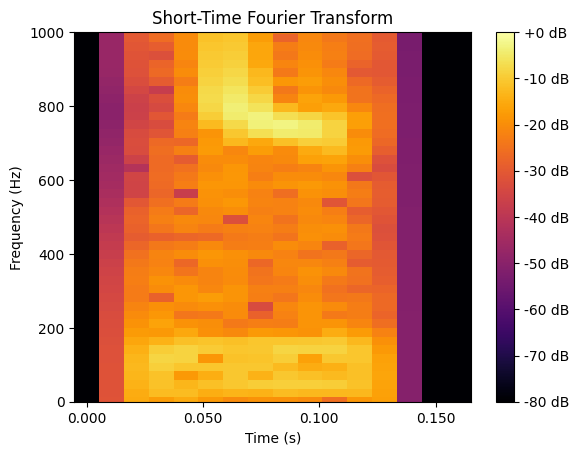 Short-Time Fourier Transform
1000
800
600
400
200
0
Frequency (Hz)
0.000
0.050
0.100
0.150
Time (s)
+0 dB
-10 dB
-20 dB
-30 dB
-40 dB
-50 dB
-60 dB
-70 dB
-80 dB